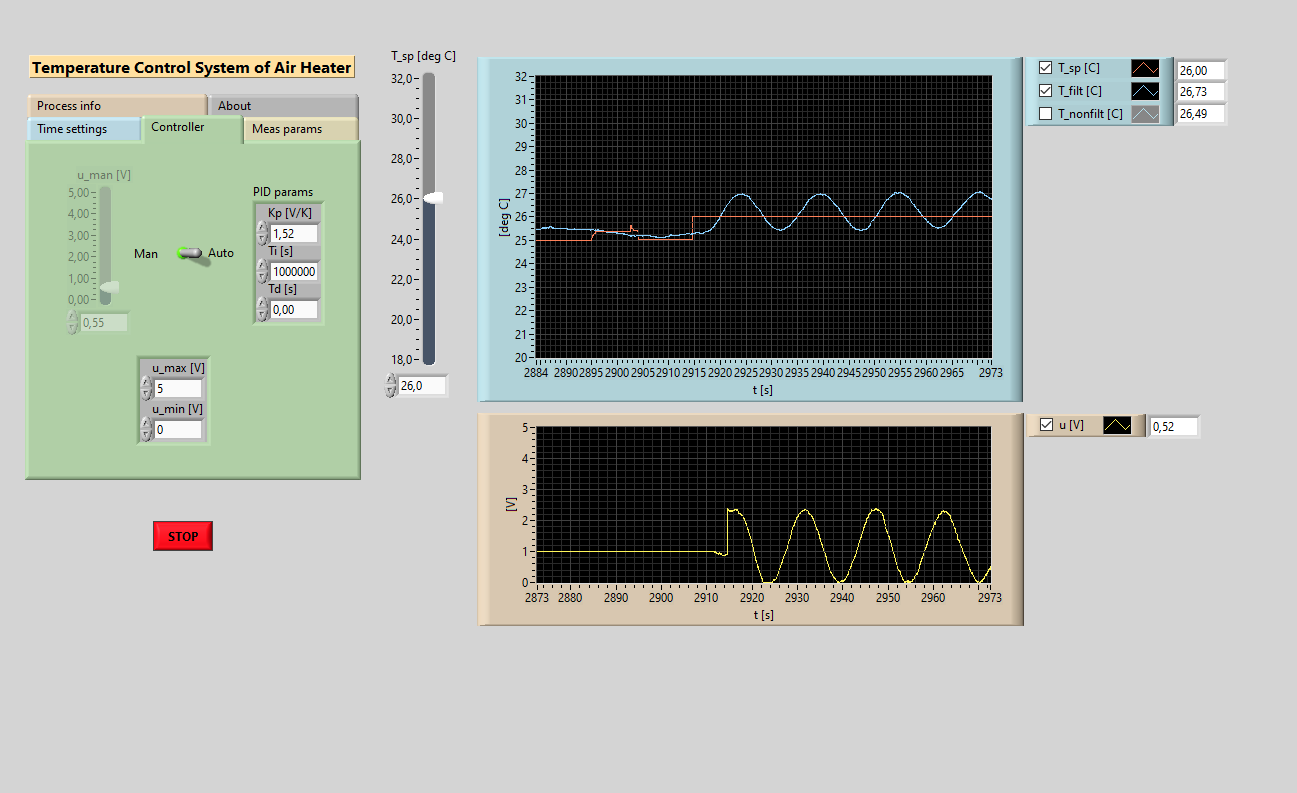 Temperature Control System of Air Heater
Process info
About
Time settings
Controller
Meas params
u_man [V]
5,00
4,00
3,00
2,00
1,00
0,00
0,55
Man
Auto
PID params
Kp [V/K]
1,52
Ti [s]
1000000
Td [s]
0,00
u_max [V]
5
u_min [V]
0
STOP
T_sp [deg C]
32,0
30,0
28,0
26,0
24,0
22,0
20,0
18,0
26,0
[deg C]
32
31
30
29
28
27
26
25
24
23
22
21
20
2884 2890 2895 2900 2905 2910 2915 2920 2925 2930 2935 2940 2945 2950 2955 2960 2965 2973
t [s]
T_sp [C] 26,00
T_filt [C] 26,73
T_nonfilt [C] 26,49
[V]
5
4
3
2
1
0
2873 2880 2890 2900 2910 2920 2930 2940 2950 2960 2973
t [s]
u [V] 0,52